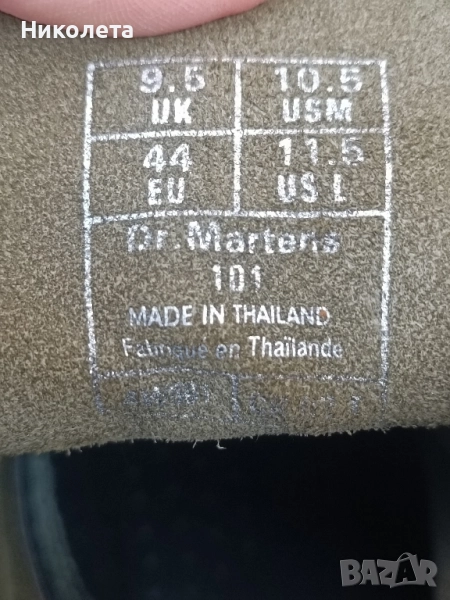 Николета
9.5 10.5
UK USM
44 11.5
EU US L
Dr. Martens
101
MADE IN THAILAND
Fabriqué en Thaïlande
BAZAR